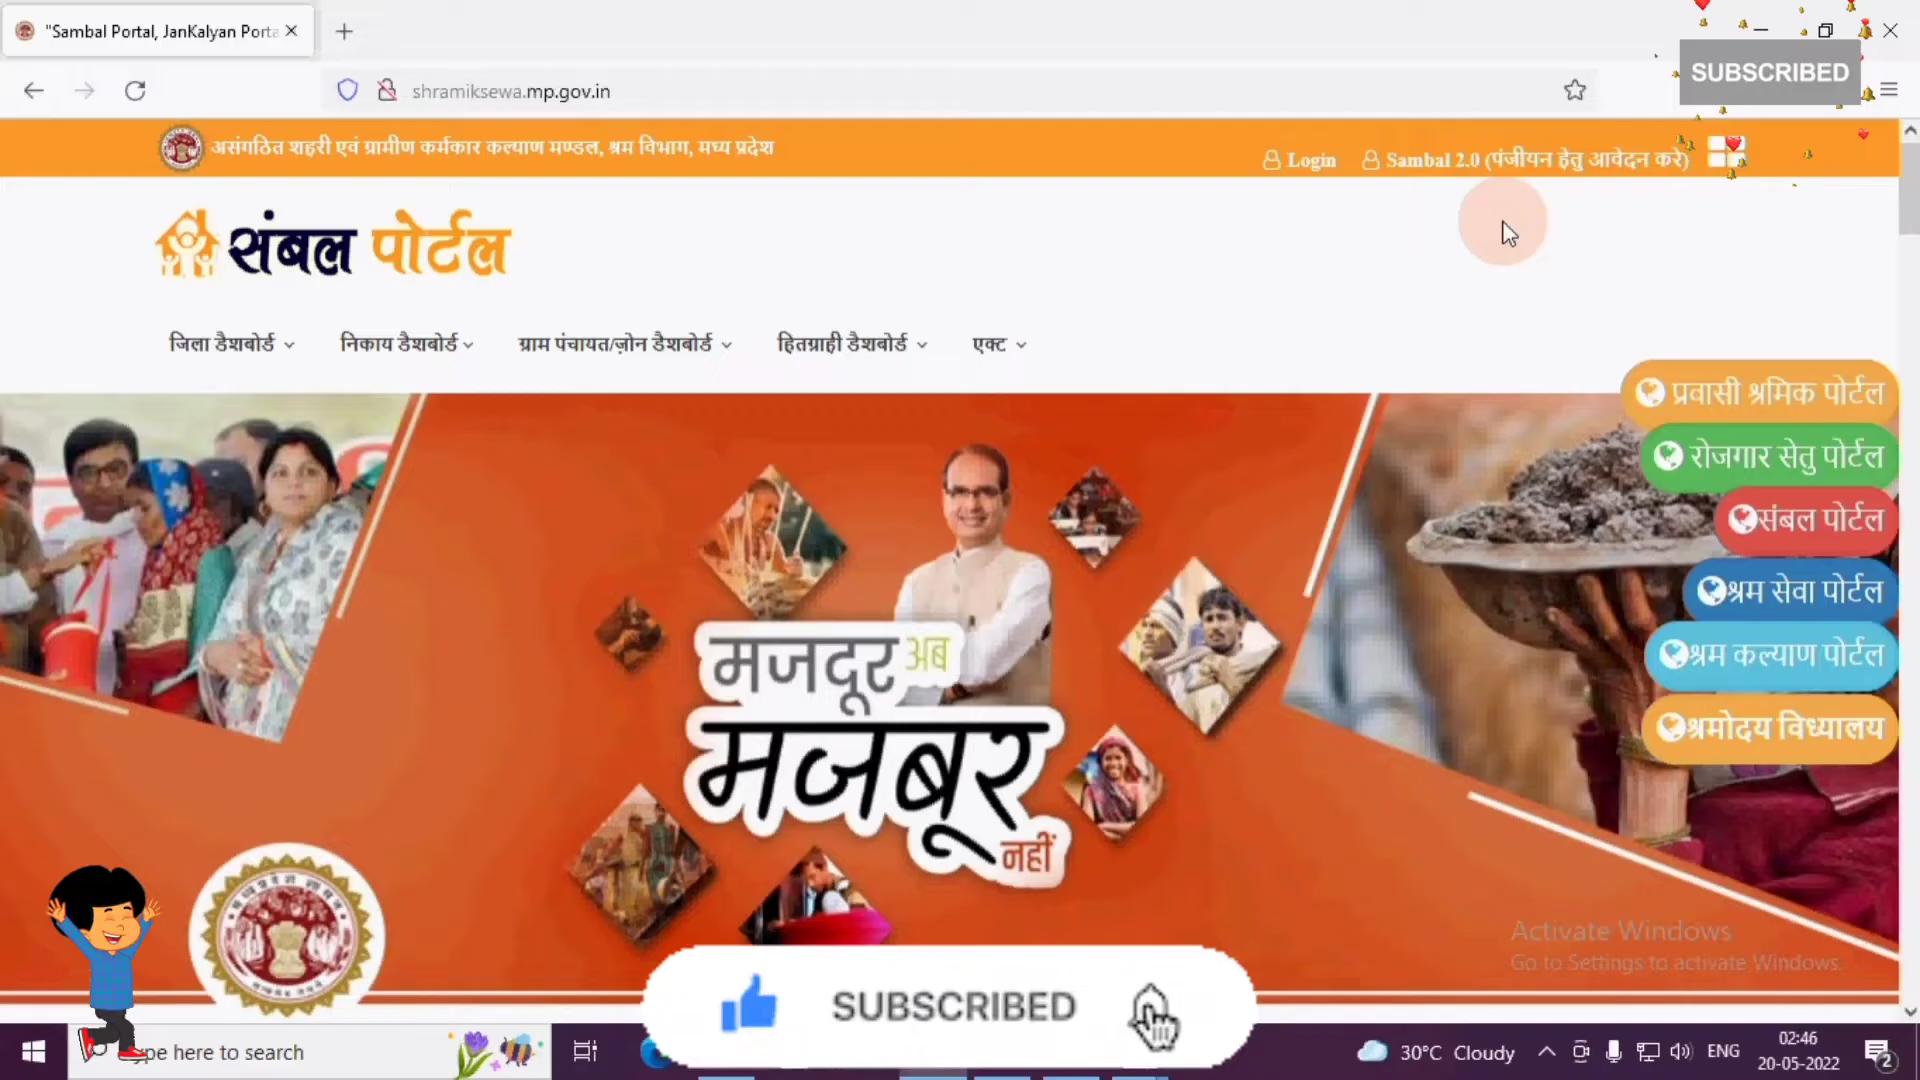 "Sambal Portal, JanKalyan Porta
SUBSCRIBED
shramiksewa.mp.gov.in
असंगठित शहरी एवं ग्रामीण कर्मकार कल्याण मण्डल, श्रम विभाग, मध्य प्रदेश
Login
Sambal 2.0 (पंजीयन हेतु आवेदन करे)
संबल पोर्टल
जिला डैशबोर्ड
निकाय डैशबोर्ड
ग्राम पंचायत/ज़ोन डैशबोर्ड
हितग्राही डैशबोर्ड
एक्ट
प्रवासी श्रमिक पोर्टल
रोजगार सेतु पोर्टल
संबल पोर्टल
श्रम सेवा पोर्टल
श्रम कल्याण पोर्टल
श्रमोदय विध्यालय
मजदूर अब
मजबूर
नहीं
Activate Windows
Go to Settings to activate Windows.
SUBSCRIBED
ype here to search
30°C Cloudy
ENG
02:46
20-05-2022
2